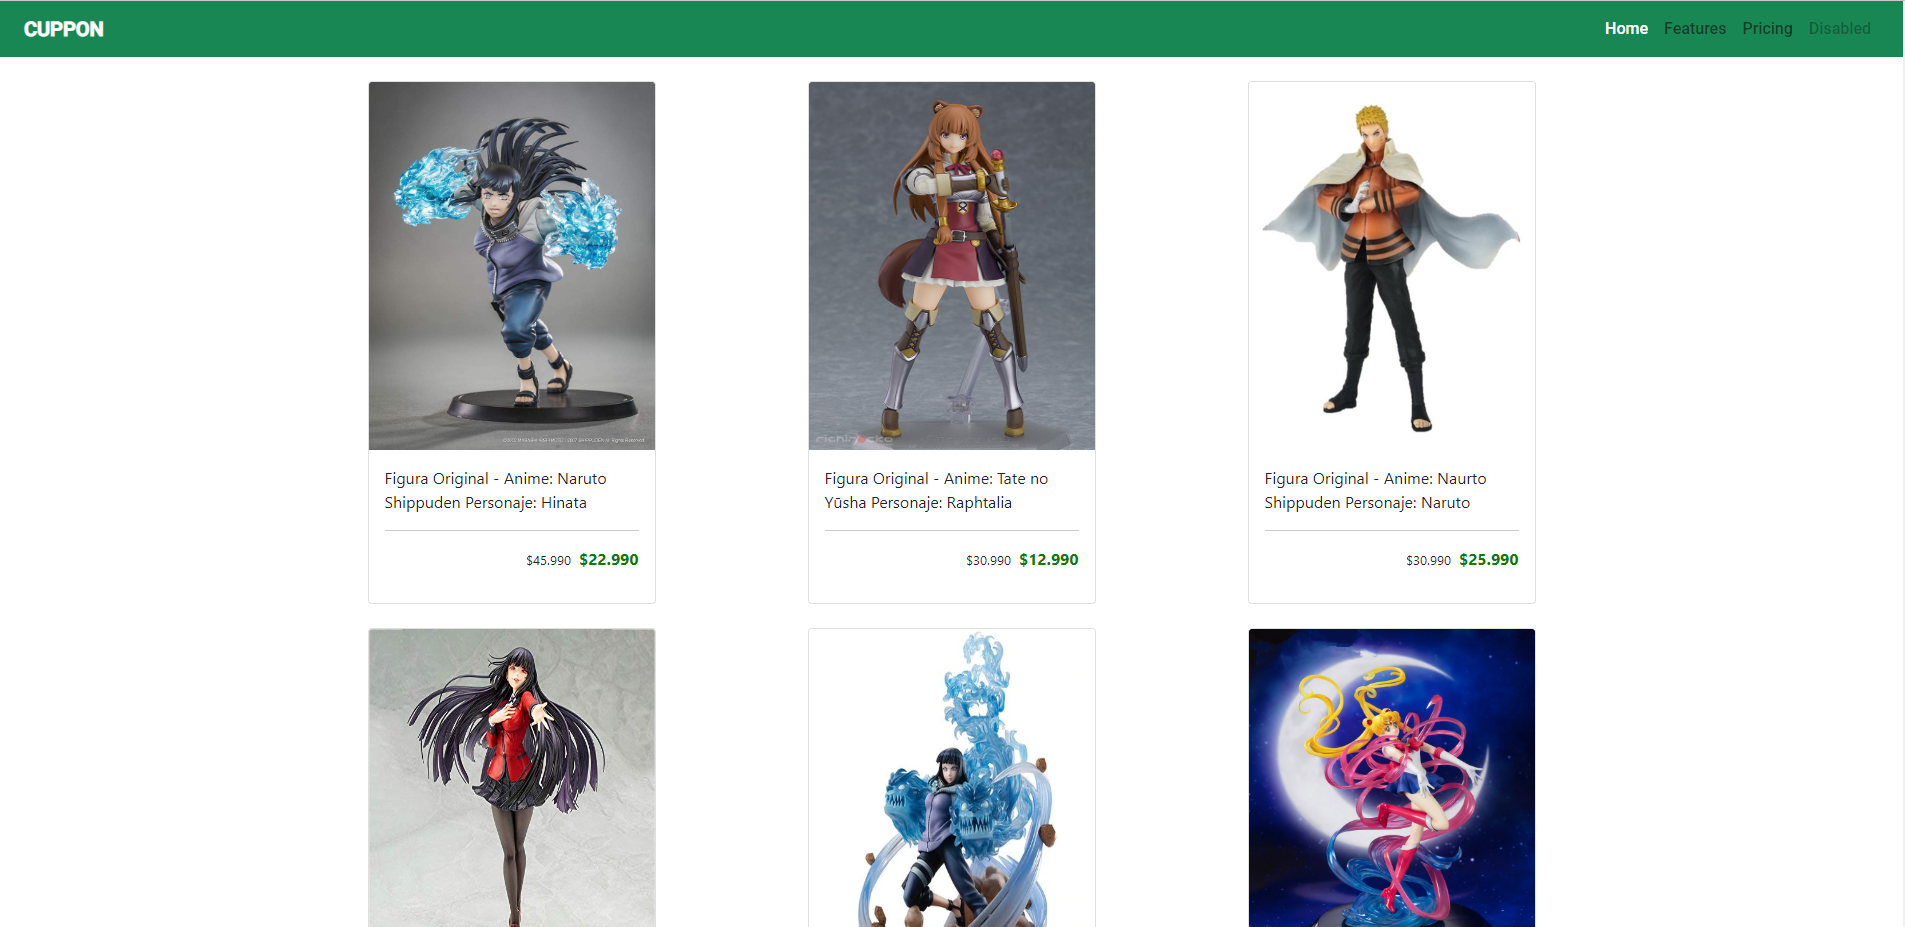 CUPPON
Home Features Pricing Disabled
Figura Original - Anime: Naruto
Shippuden Personaje: Hinata
$45.990 $22.990
Figura Original - Anime: Tate no
Yūsha Personaje: Raphtalia
$30.990 $12.990
Figura Original - Anime: Naurto
Shippuden Personaje: Naruto
$30.990 $25.990